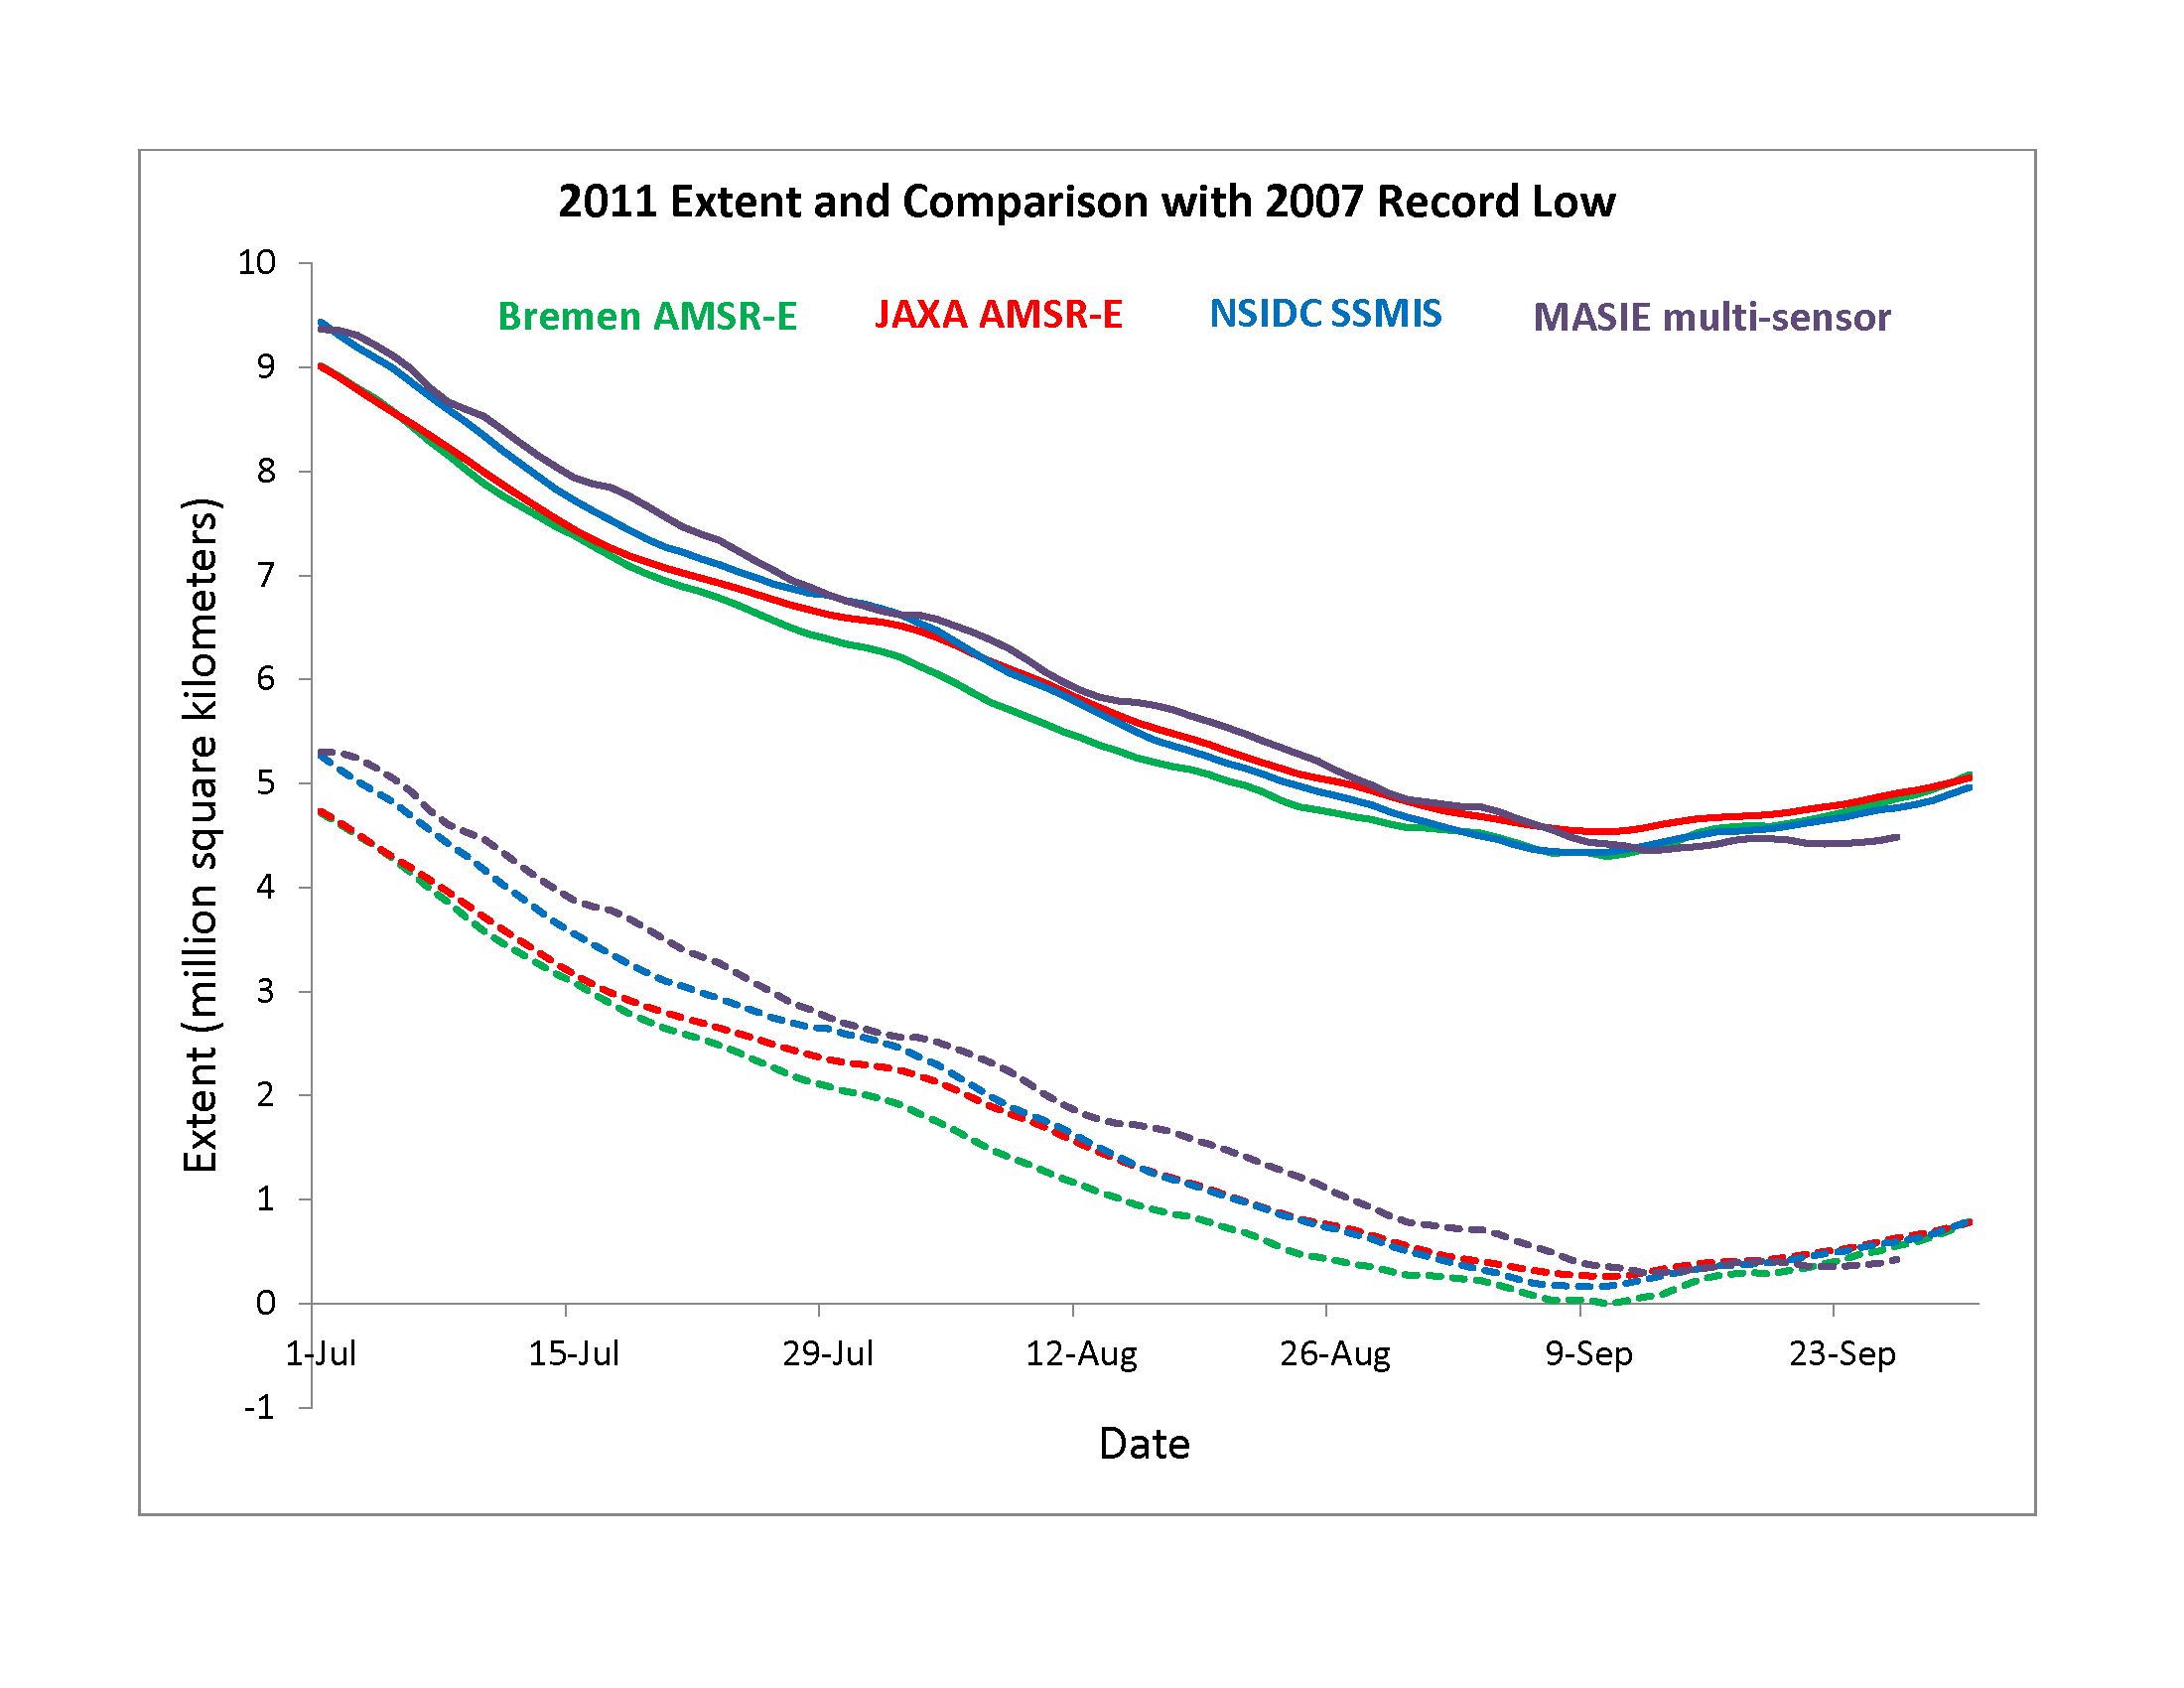 2011 Extent and Comparison with 2007 Record Low
Bremen AMSR-E JAXA AMSR-E NSIDC SSMIS MASIE multi-sensor
Extent (million square kilometers)
10
9
8
7
6
5
4
3
2
1
0
-1
1-Jul 15-Jul 29-Jul 12-Aug 26-Aug 9-Sep 23-Sep
Date